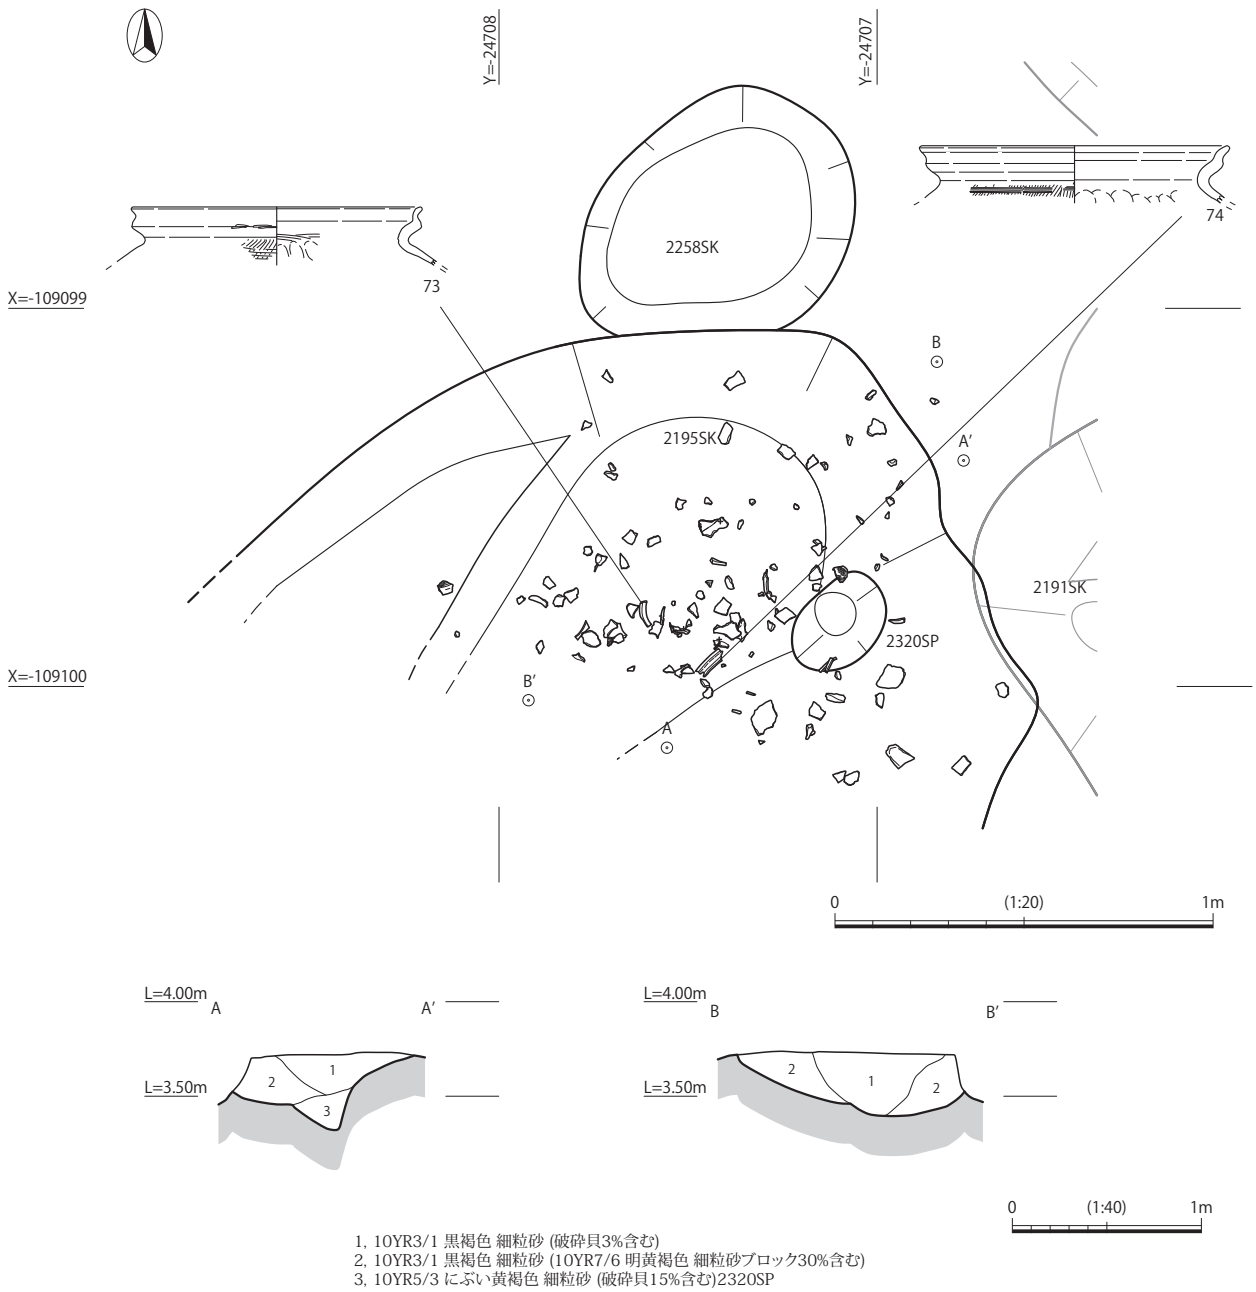 Y=-24708
Y=-24707
74
2258SK
73
X=-109099
B
2195SK
A'
2191SK
2320SP
X=-109100
B'
A
0 (1:20) 1m
L=4.00m A A' L=4.00m B B'
L=3.50m 2 1 3 L=3.50m 2 1 2
0 (1:40) 1m
1, 10YR3/1 黒褐色 細粒砂 (破砕貝3%含む)
2, 10YR3/1 黒褐色 細粒砂 (10YR7/6 明黄褐色 細粒砂ブロック30%含む)
3, 10YR5/3 にぶい黄褐色 細粒砂 (破砕貝15%含む)2320SP